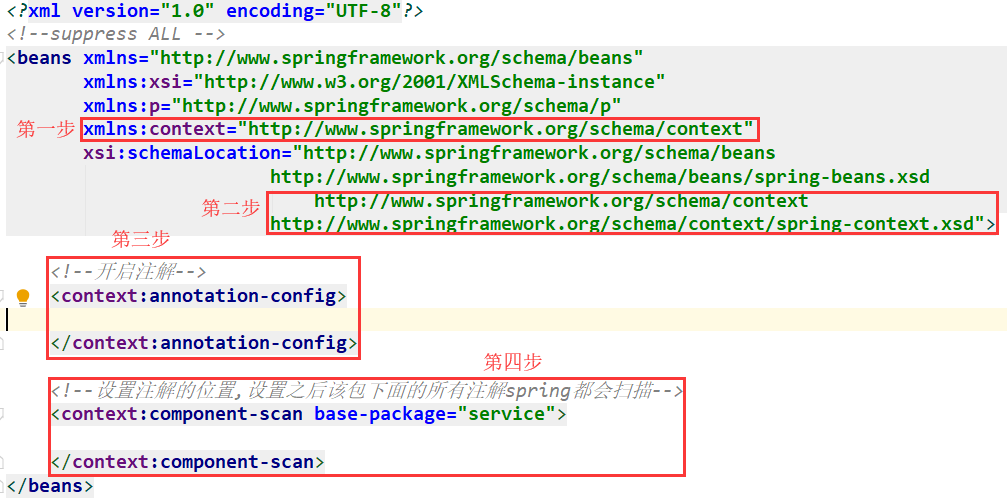 <?xml version="1.0" encoding="UTF-8"?>
<!--suppress ALL -->
<beans xmlns="http://www.springframework.org/schema/beans"
xmlns:xsi="http://www.w3.org/2001/XMLSchema-instance"
xmlns:p="http://www.springframework.org/schema/p"
第一步 xmlns:context="http://www.springframework.org/schema/context"
xsi:schemaLocation="http://www.springframework.org/schema/beans
http://www.springframework.org/schema/beans/spring-beans.xsd
第二步 http://www.springframework.org/schema/context
http://www.springframework.org/schema/context/spring-context.xsd">
第三步
<!--开启注解-->
<context:annotation-config>
</context:annotation-config>
第四步
<!--设置注解的位置,设置之后该包下面的所有注解spring都会扫描-->
<context:component-scan base-package="service">
</context:component-scan>
</beans>